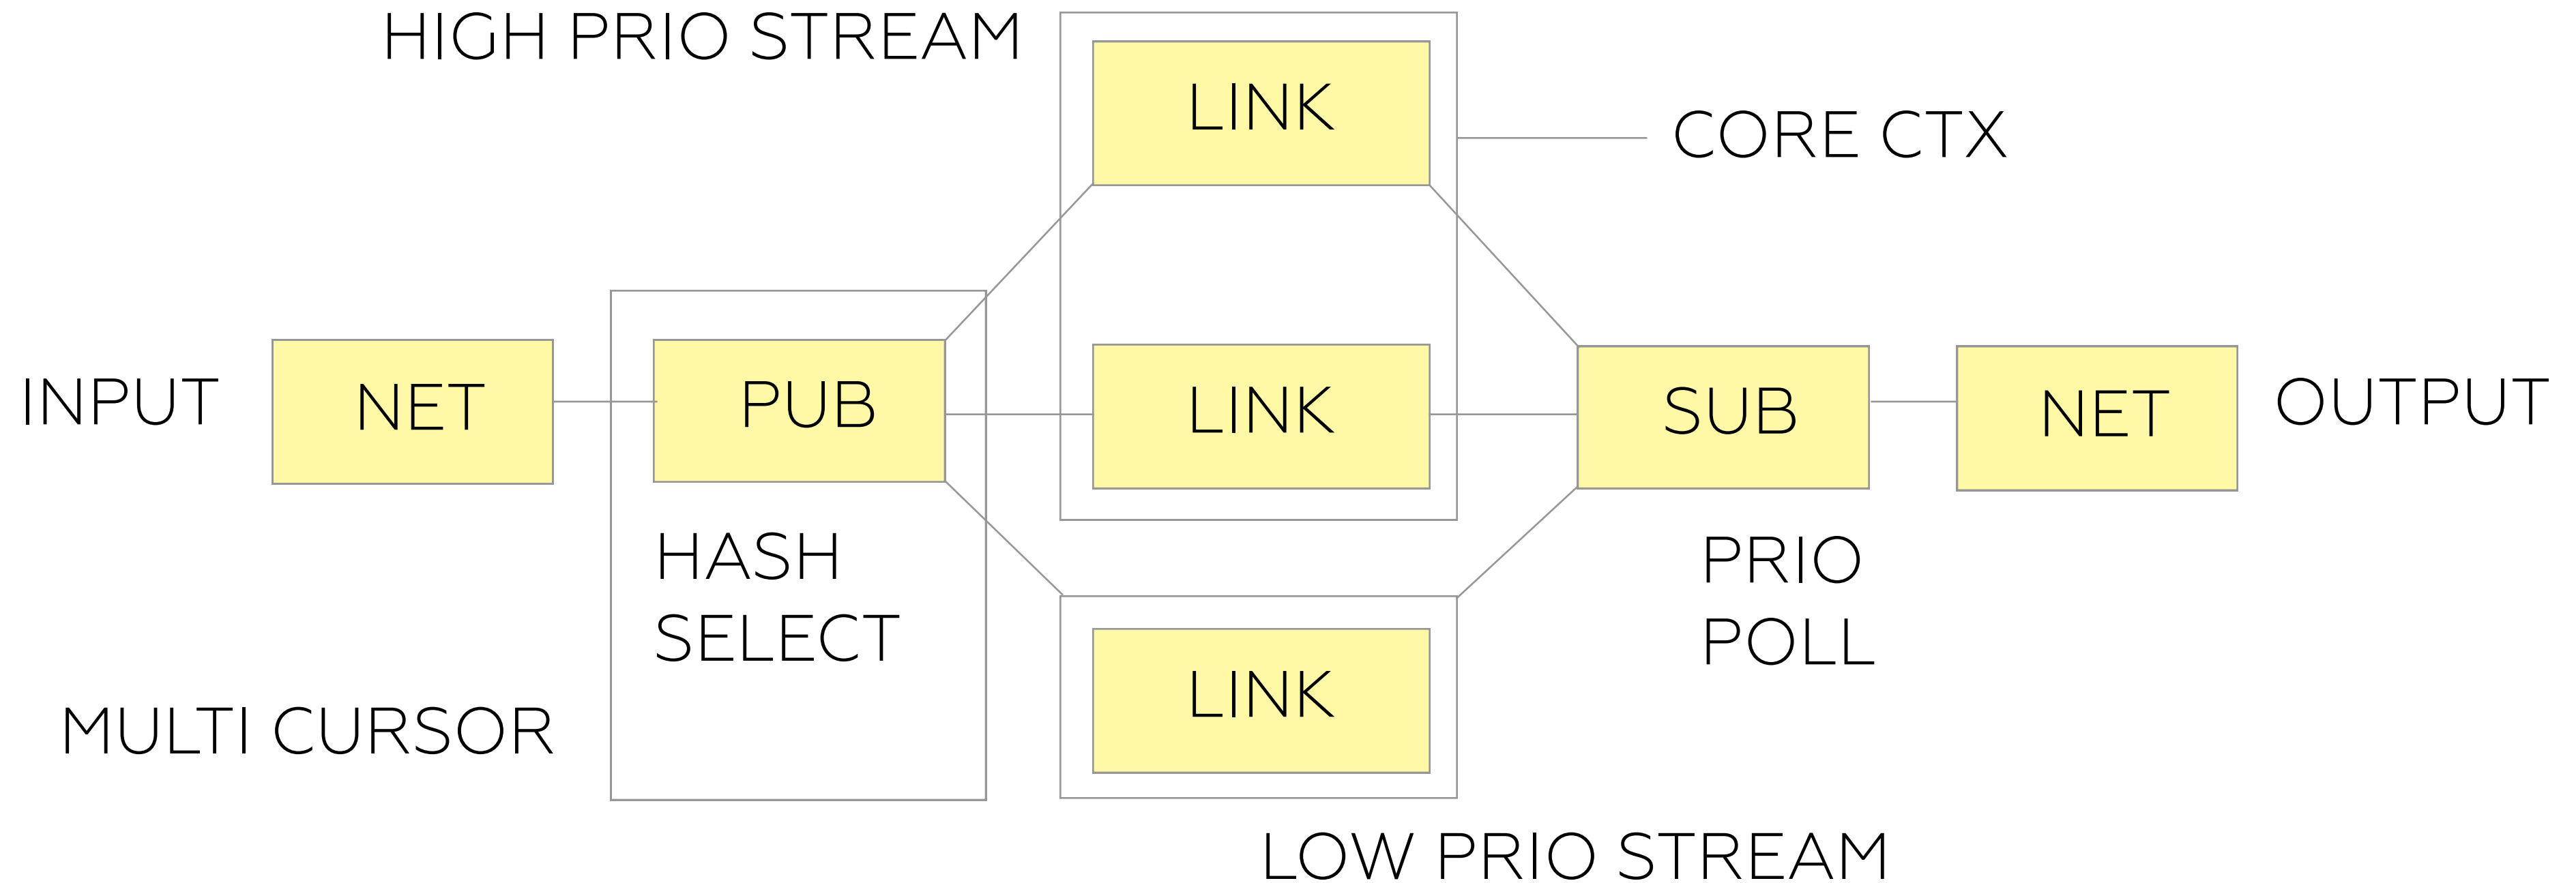 HIGH PRIO STREAM
LINK
CORE CTX
INPUT
NET
PUB
LINK
SUB
NET
OUTPUT
HASH
SELECT
PRIO
POLL
MULTI CURSOR
LINK
LOW PRIO STREAM